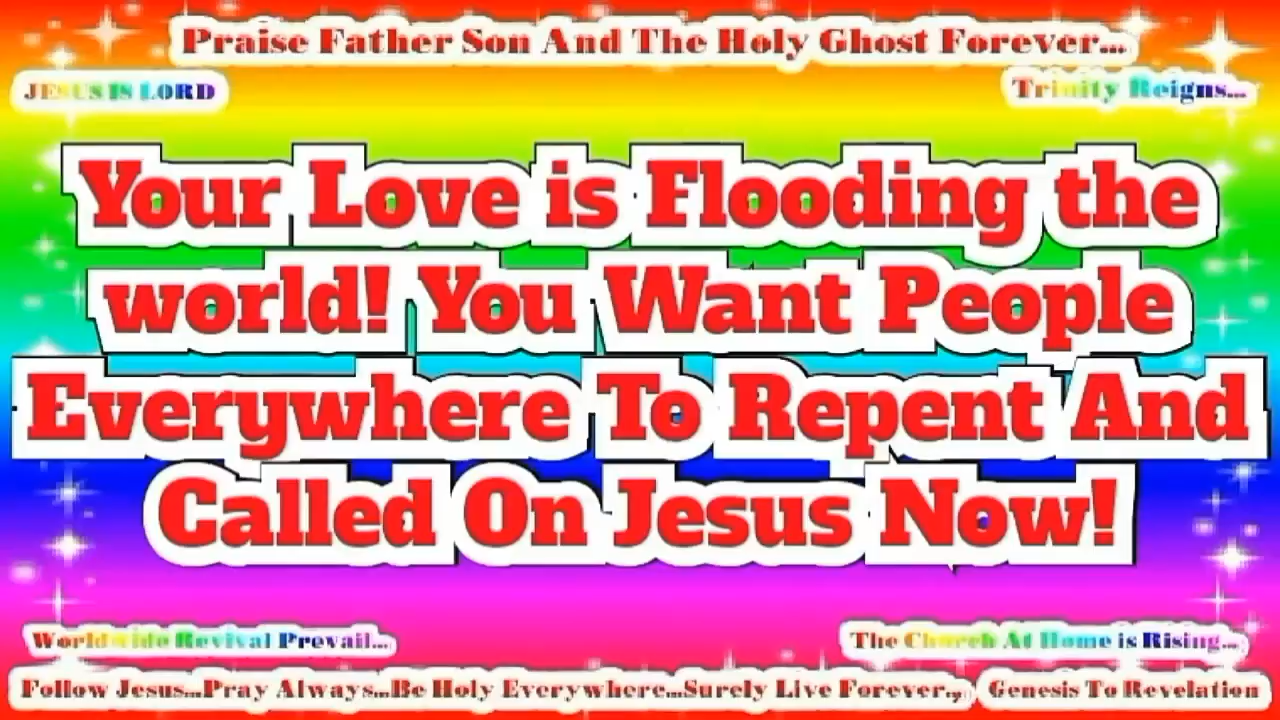 Praise Father Son And The Holy Ghost Forever...
JESUS IS LORD
Trinity Reigns...
Your Love is Flooding the
world! You Want People
Everywhere To Repent And
Called On Jesus Now!
Worldwide Revival Prevail...
The Church At Home is Rising...
Follow Jesus...Pray Always...Be Holy Everywhere...Surely Live Forever...,
Genesis To Revelation